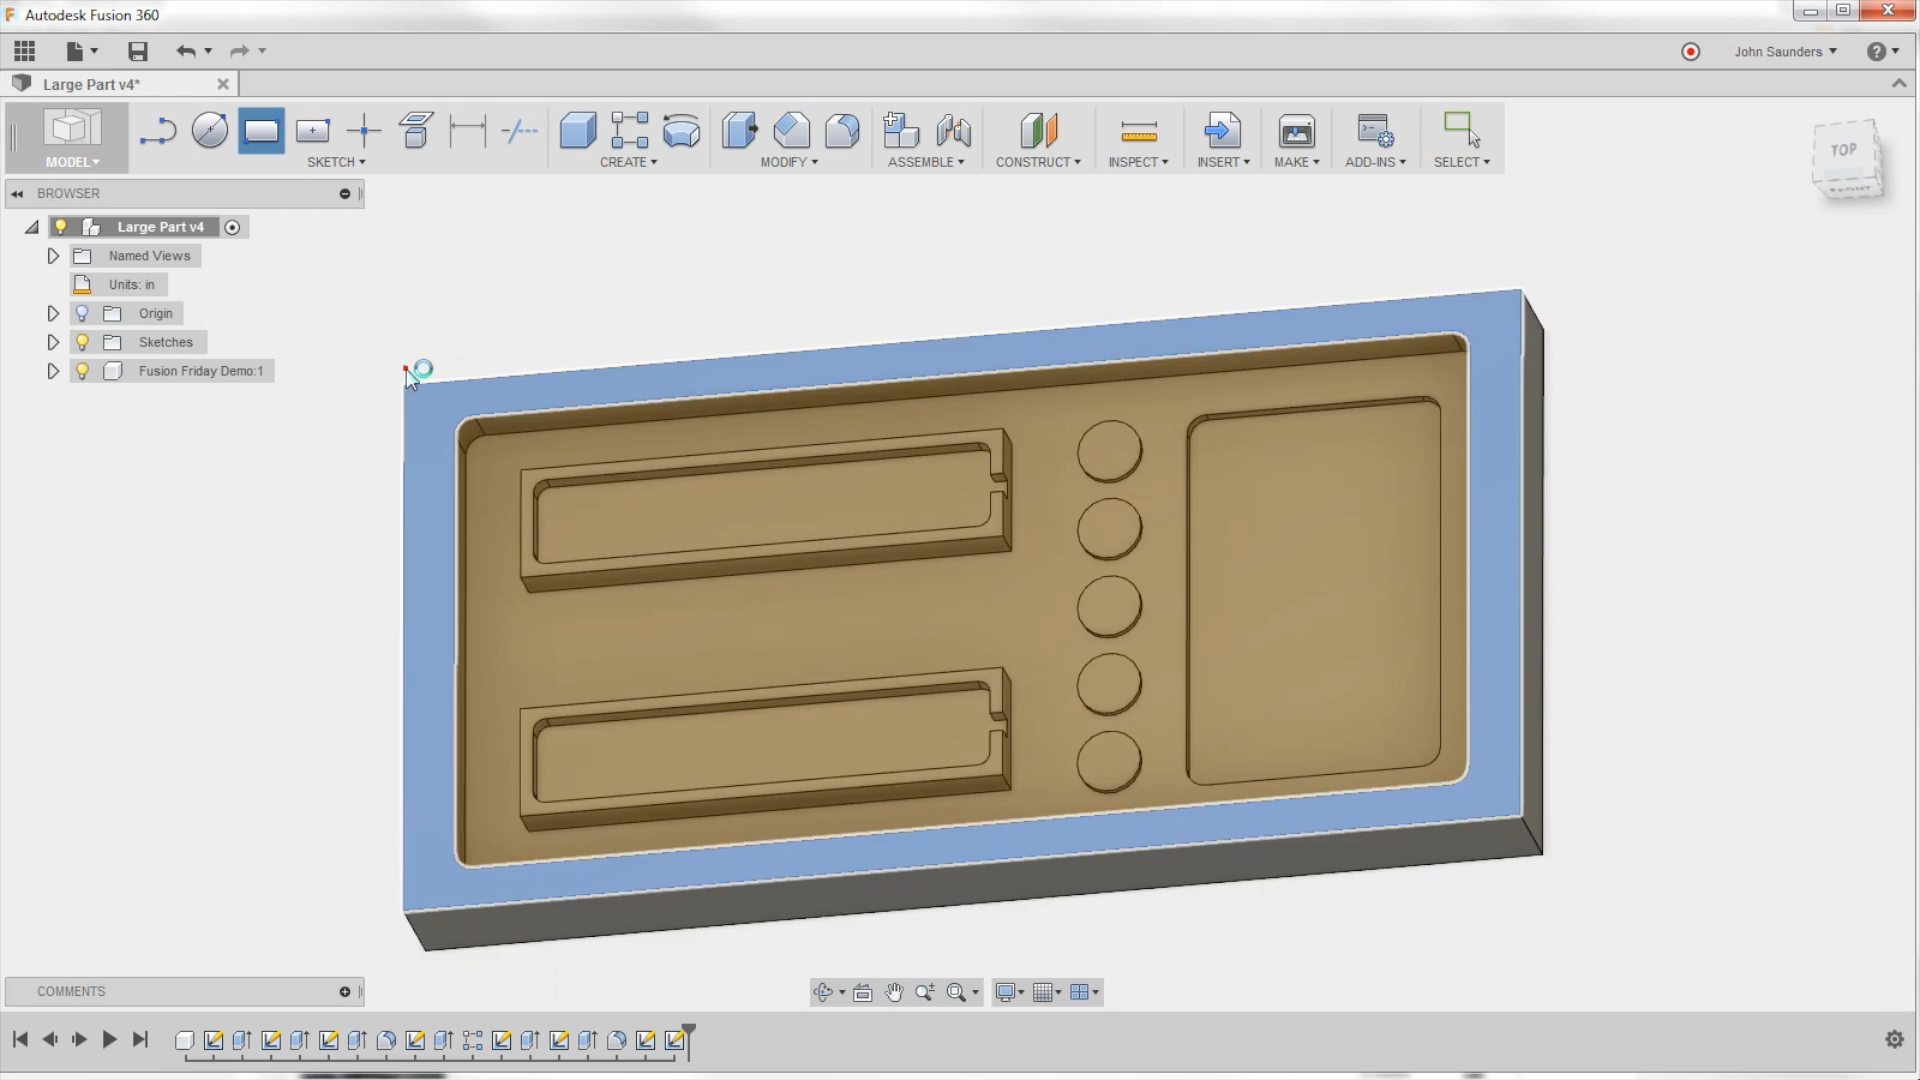 Autodesk Fusion 360
John Saunders
Large Part v4*
MODEL
SKETCH
CREATE
MODIFY
ASSEMBLE
CONSTRUCT
INSPECT
INSERT
MAKE
ADD-INS
SELECT
TOP
FRONT
BROWSER
Large Part v4
Named Views
Units: in
Origin
Sketches
Fusion Friday Demo:1
COMMENTS